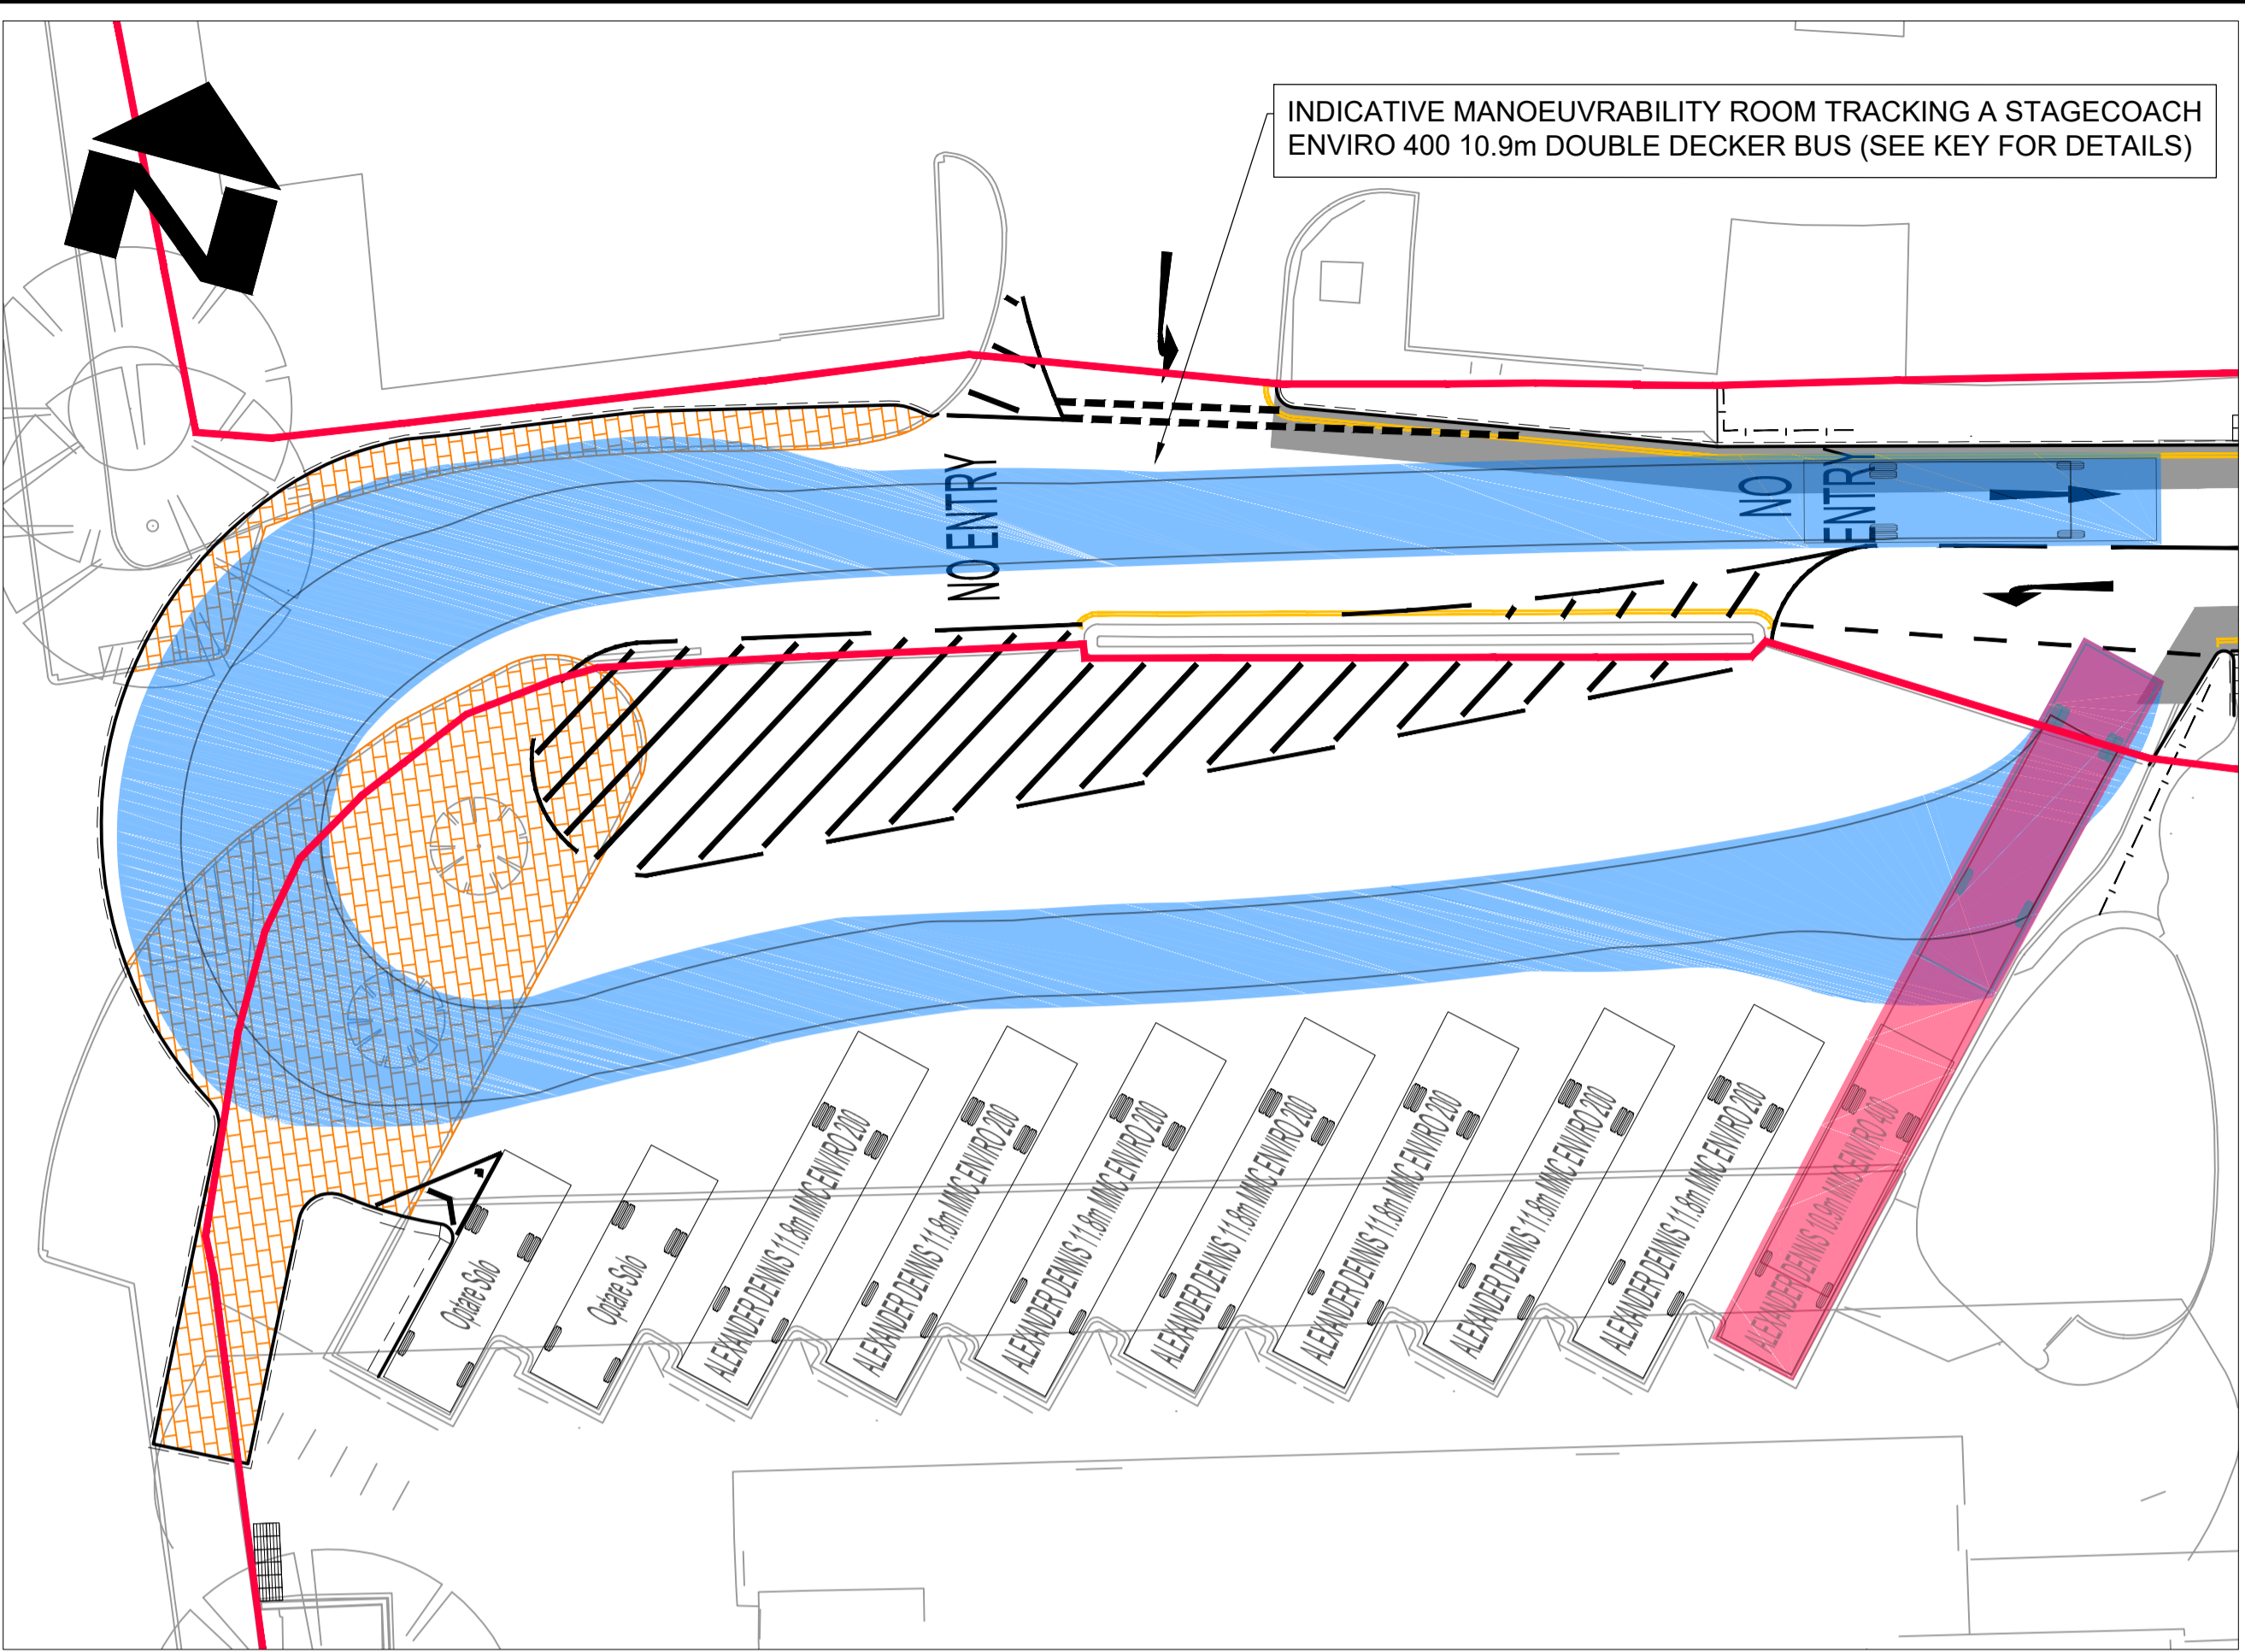 INDICATIVE MANOEUVRABILITY ROOM TRACKING A STAGECOACH
ENVIRO 400 10.9m DOUBLE DECKER BUS (SEE KEY FOR DETAILS)
N
NO ENTRY
NO
ENTRY
Optare Solo
Optare Solo
ALEXANDER DENNIS 11.8m MMC ENVIRO 200
ALEXANDER DENNIS 11.8m MMC ENVIRO 200
ALEXANDER DENNIS 11.8m MMC ENVIRO 200
ALEXANDER DENNIS 11.8m MMC ENVIRO 200
ALEXANDER DENNIS 11.8m MMC ENVIRO 200
ALEXANDER DENNIS 11.8m MMC ENVIRO 200
ALEXANDER DENNIS 11.8m MMC ENVIRO 200
ALEXANDER DENNIS 10.9m MMC ENVIRO 400